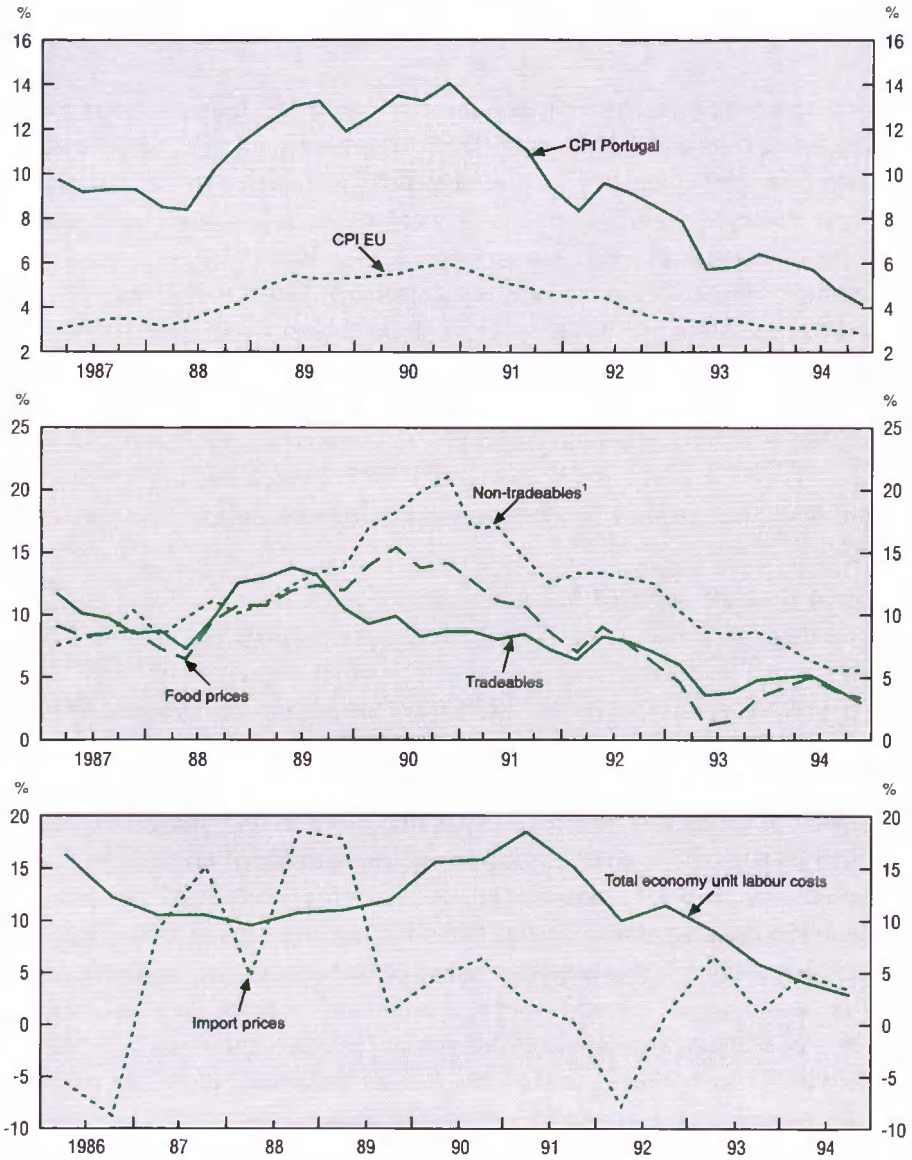 % %
16 16
14 14
12 12
CPI Portugal
10 10
8 8
CPI EU
6 6
4 4
2 2
1987 88 89 90 91 92 93 94
% %
25 25
20 20
Non-tradeables¹
15 15
10 10
5 5
Food prices
Tradeables
0 0
1987 88 89 90 91 92 93 94
% %
20 20
15 15
Total economy unit labour costs
10 10
5 5
Import prices
0 0
-5 -5
-10 -10
1986 87 88 89 90 91 92 93 94